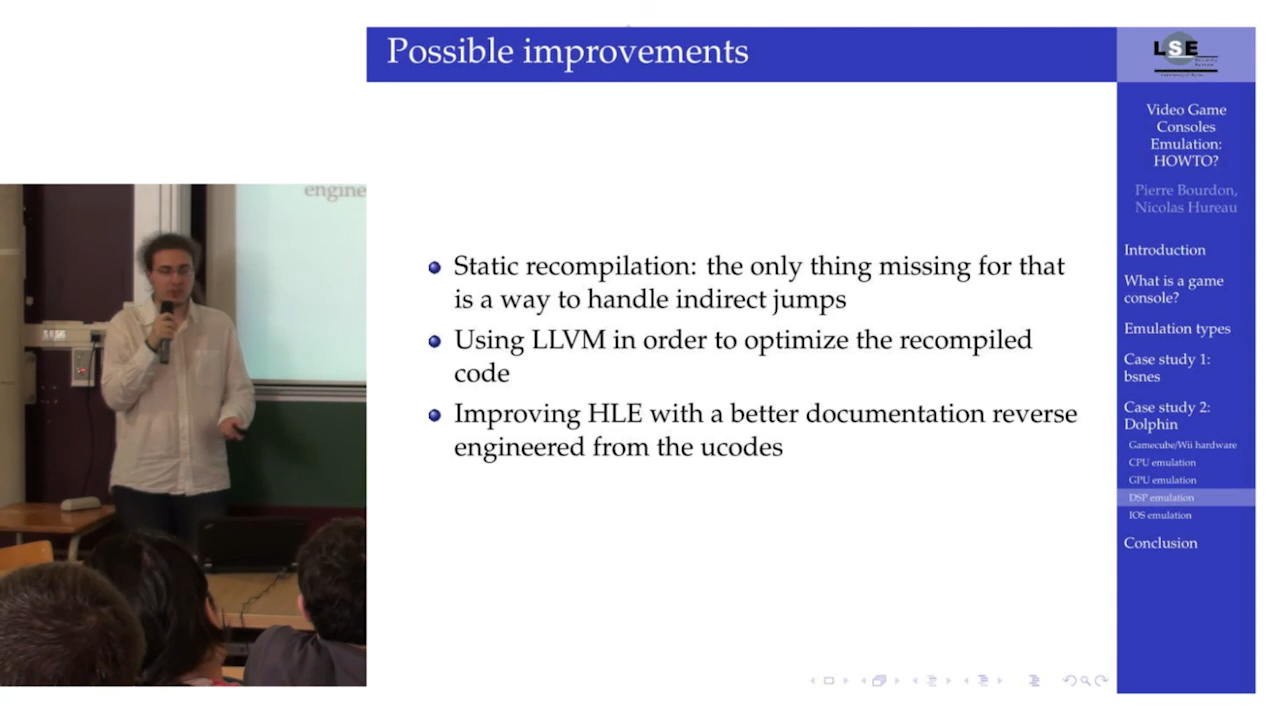 Possible improvements
Static recompilation: the only thing missing for that
is a way to handle indirect jumps
Using LLVM in order to optimize the recompiled
code
Improving HLE with a better documentation reverse
engineered from the ucodes
LSE
Video Game
Consoles
Emulation:
HOWTO?
Pierre Bourdon,
Nicolas Hureau
Introduction
What is a game
console?
Emulation types
Case study 1:
bsnes
Case study 2:
Dolphin
Gamecube/Wii hardware
CPU emulation
GPU emulation
DSP emulation
IOS emulation
Conclusion
engine